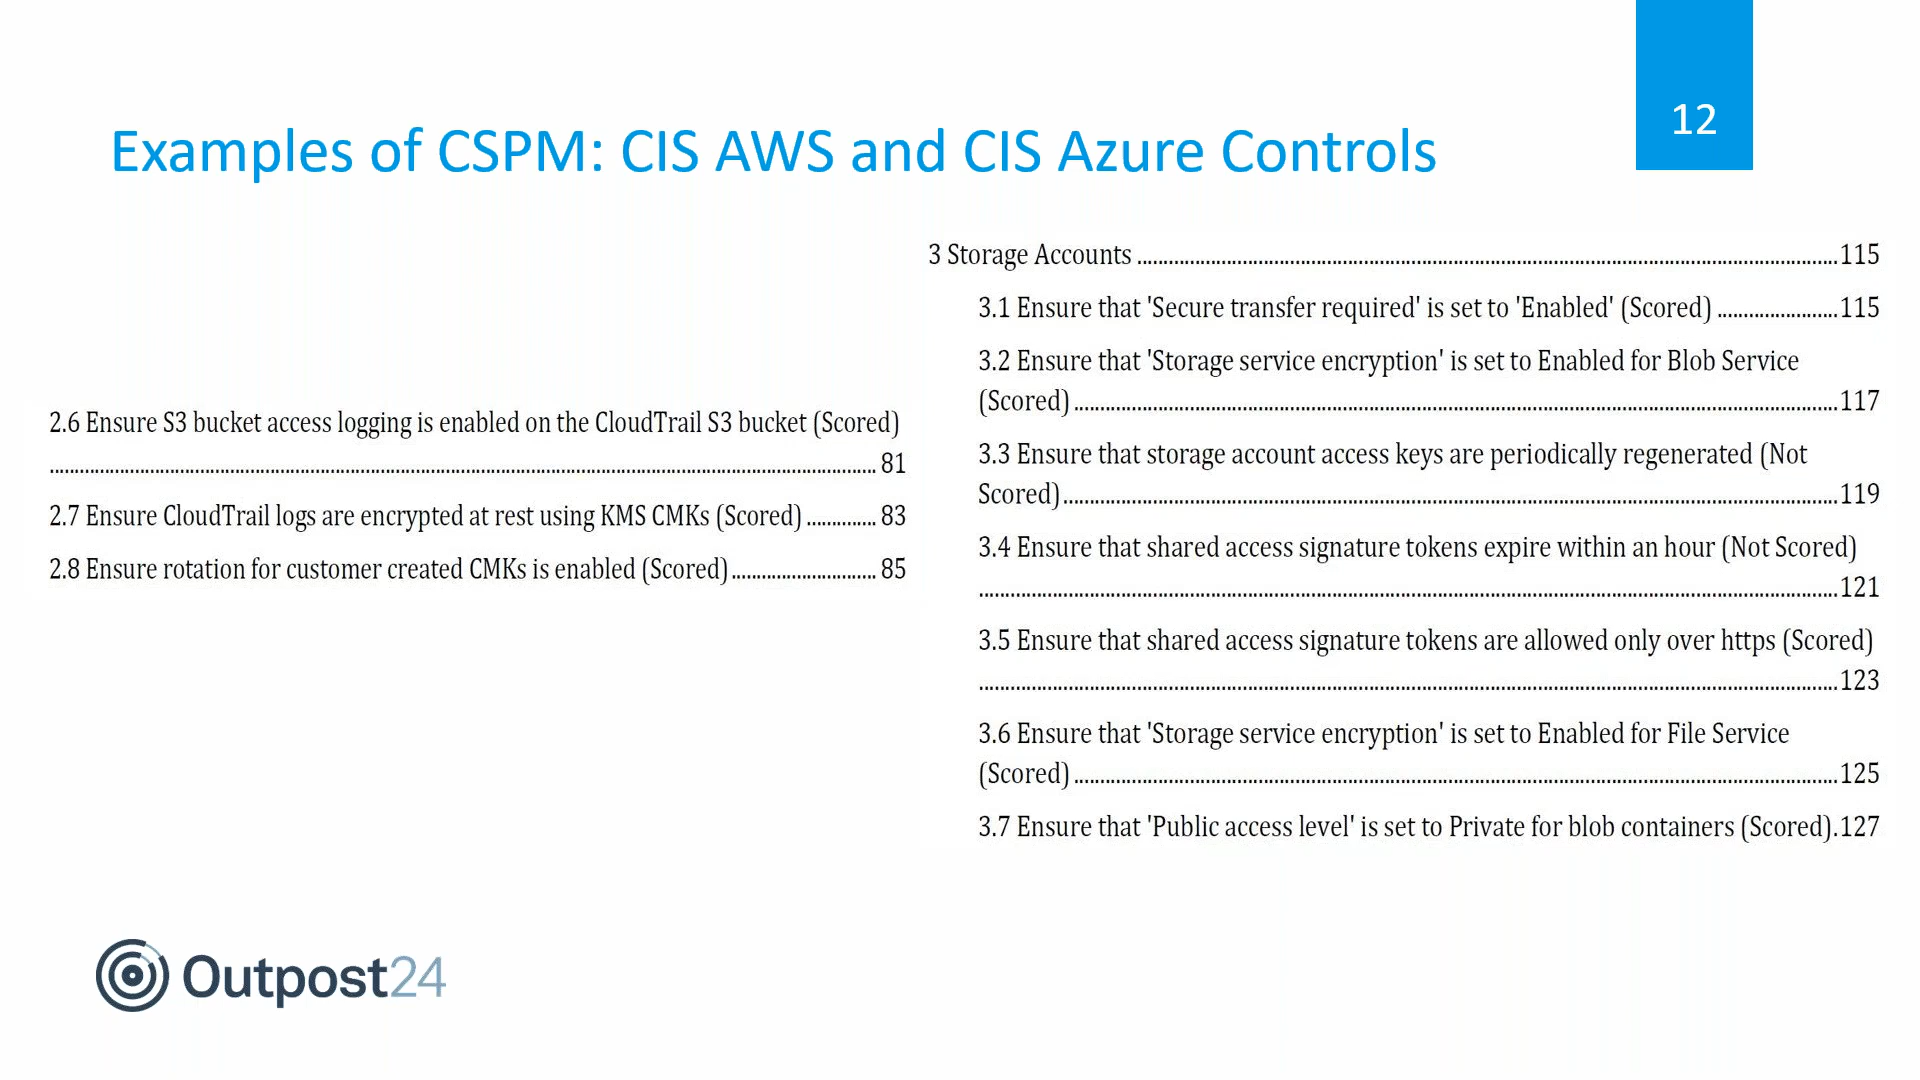 12
Examples of CSPM: CIS AWS and CIS Azure Controls
2.6 Ensure S3 bucket access logging is enabled on the CloudTrail S3 bucket (Scored)
........................................................................................................................ 81
2.7 Ensure CloudTrail logs are encrypted at rest using KMS CMKs (Scored) .............. 83
2.8 Ensure rotation for customer created CMKs is enabled (Scored) ............................ 85
3 Storage Accounts ........................................................................................................................ 115
3.1 Ensure that 'Secure transfer required' is set to 'Enabled' (Scored) ........................ 115
3.2 Ensure that 'Storage service encryption' is set to Enabled for Blob Service
(Scored) ........................................................................................................................ 117
3.3 Ensure that storage account access keys are periodically regenerated (Not
Scored) ........................................................................................................................ 119
3.4 Ensure that shared access signature tokens expire within an hour (Not Scored)
........................................................................................................................ 121
3.5 Ensure that shared access signature tokens are allowed only over https (Scored)
........................................................................................................................ 123
3.6 Ensure that 'Storage service encryption' is set to Enabled for File Service
(Scored) ........................................................................................................................ 125
3.7 Ensure that 'Public access level' is set to Private for blob containers (Scored). 127
Outpost24